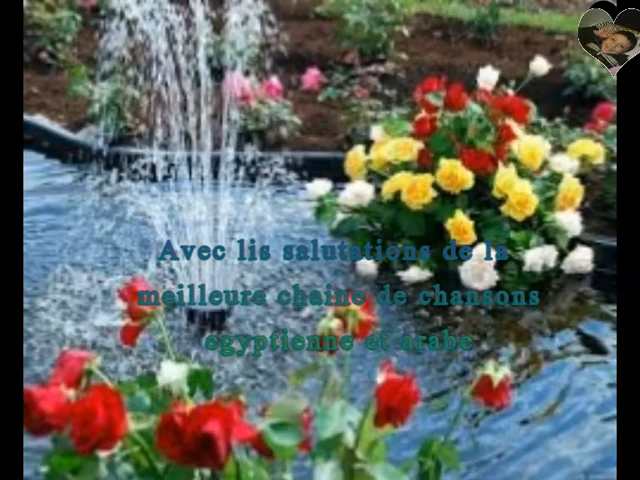 Avec lis salutations de la
meilleure chaine de chansons
egyptienne et arabe